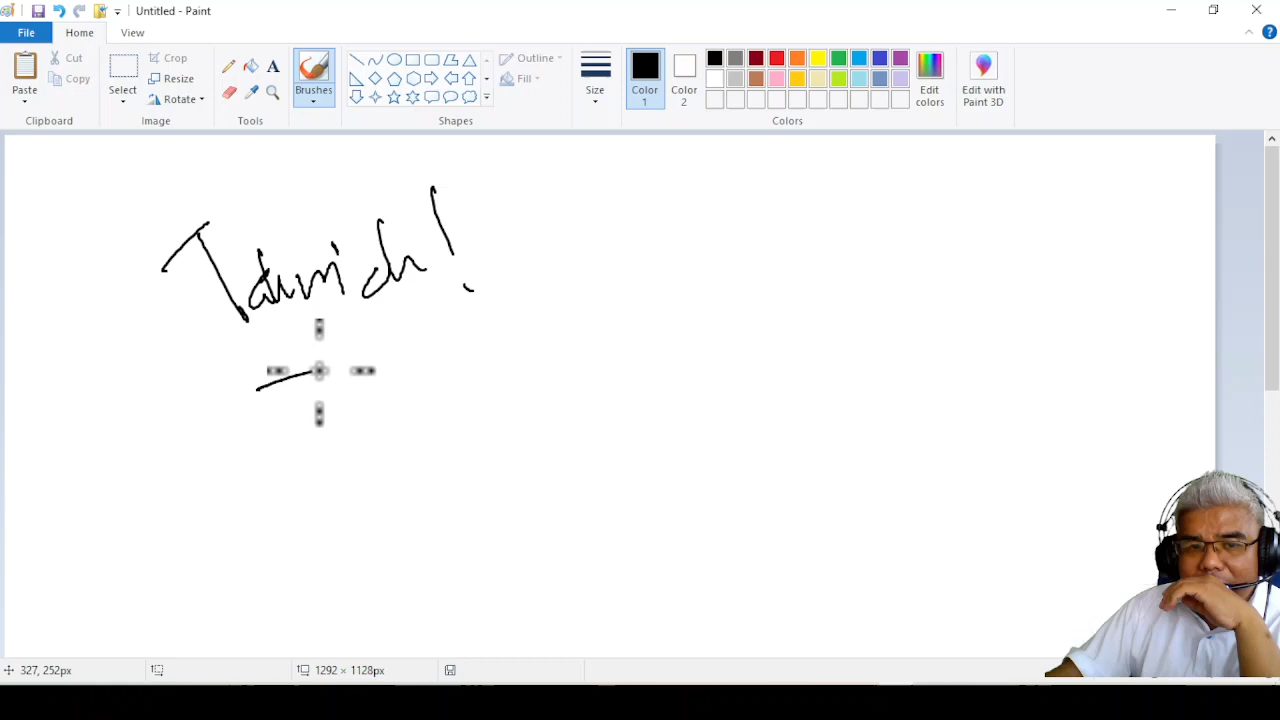 Untitled - Paint
File Home View
Paste Cut Copy Select Crop Resize Rotate Brushes Outline Fill Size Color 1 Color 2 Edit colors Edit with Paint 3D
Clipboard Image Tools Shapes Colors
327, 252px 1292 × 1128px